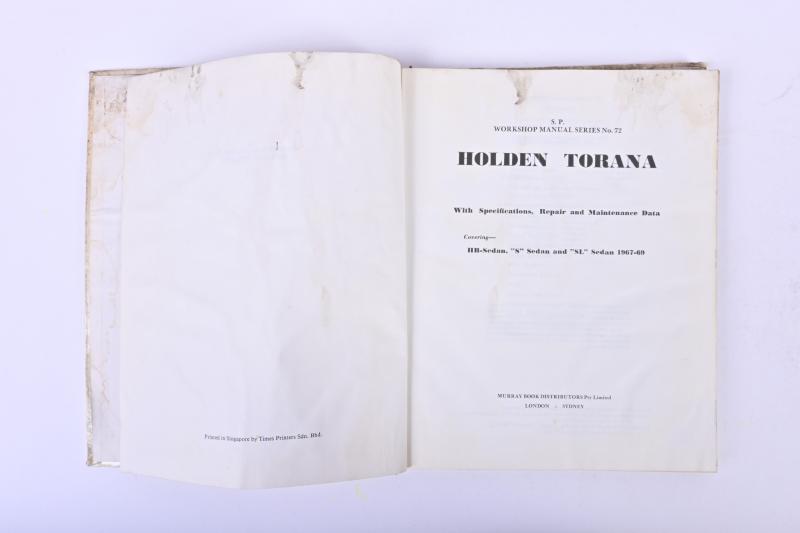 Printed in Singapore by Times Printers Sdn. Bhd.
S. P.
WORKSHOP MANUAL SERIES No. 72
HOLDEN TORANA
With Specifications, Repair and Maintenance Data
Covering—
HB-Sedan, "S" Sedan and "SL" Sedan 1967-69
MURRAY BOOK DISTRIBUTORS Pty Limited
LONDON : SYDNEY